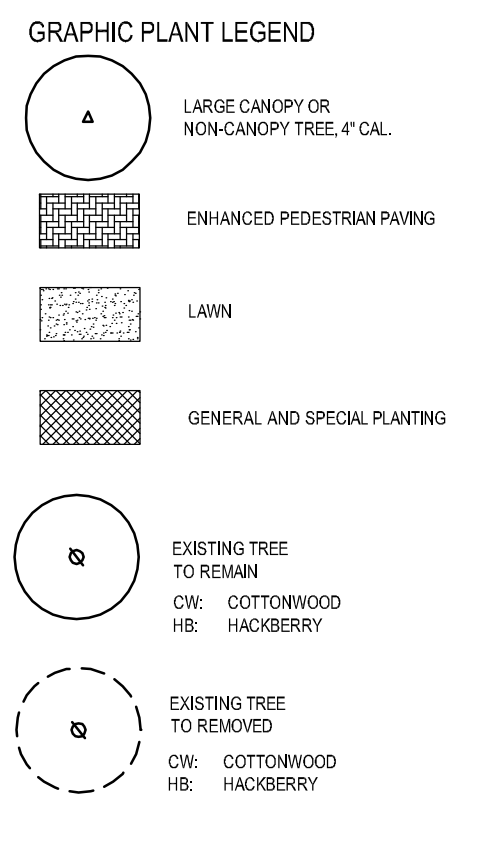 GRAPHIC PLANT LEGEND
LARGE CANOPY OR
NON-CANOPY TREE, 4" CAL.
ENHANCED PEDESTRIAN PAVING
LAWN
GENERAL AND SPECIAL PLANTING
EXISTING TREE
TO REMAIN
CW: COTTONWOOD
HB: HACKBERRY
EXISTING TREE
TO REMOVED
CW: COTTONWOOD
HB: HACKBERRY